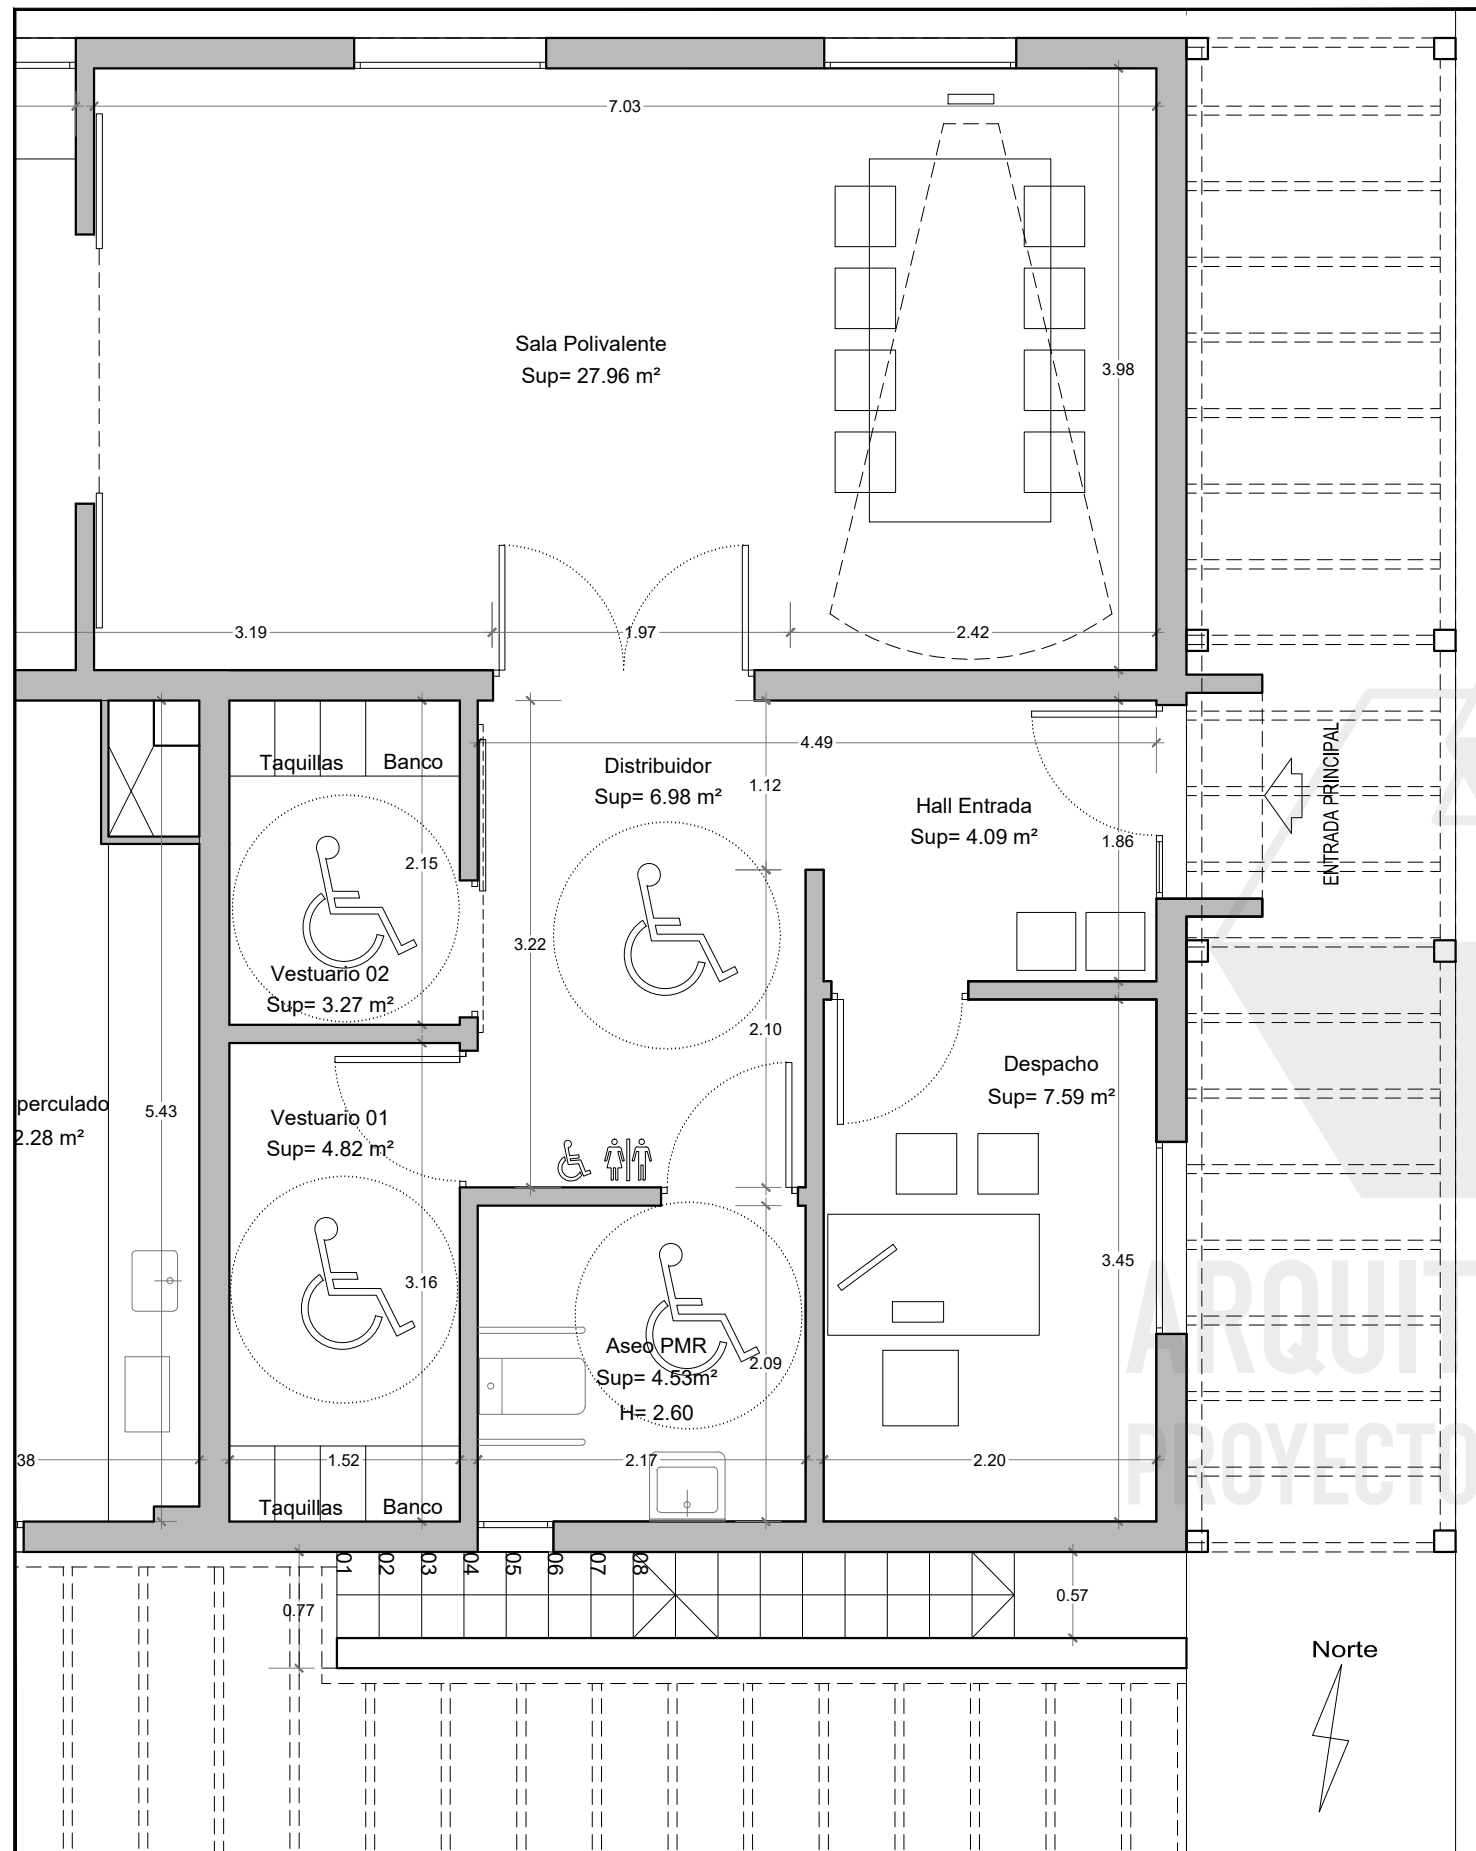 7.03
Sala Polivalente
Sup= 27.96 m²
3.98
3.19
1.97
2.42
4.49
Taquillas
Banco
Distribuidor
Sup= 6.98 m²
1.12
Hall Entrada
Sup= 4.09 m²
1.86
ENTRADA PRINCIPAL
2.15
3.22
Vestuario 02
Sup= 3.27 m²
2.10
Despacho
Sup= 7.59 m²
perculado
2.28 m²
5.43
Vestuario 01
Sup= 4.82 m²
3.16
3.45
Aseo PMR
Sup= 4.53m²
H= 2.60
2.09
ARQUIT
PROYECTO
38
1.52
2.17
2.20
Taquillas
Banco
01
02
03
04
05
06
07
08
0.77
0.57
Norte